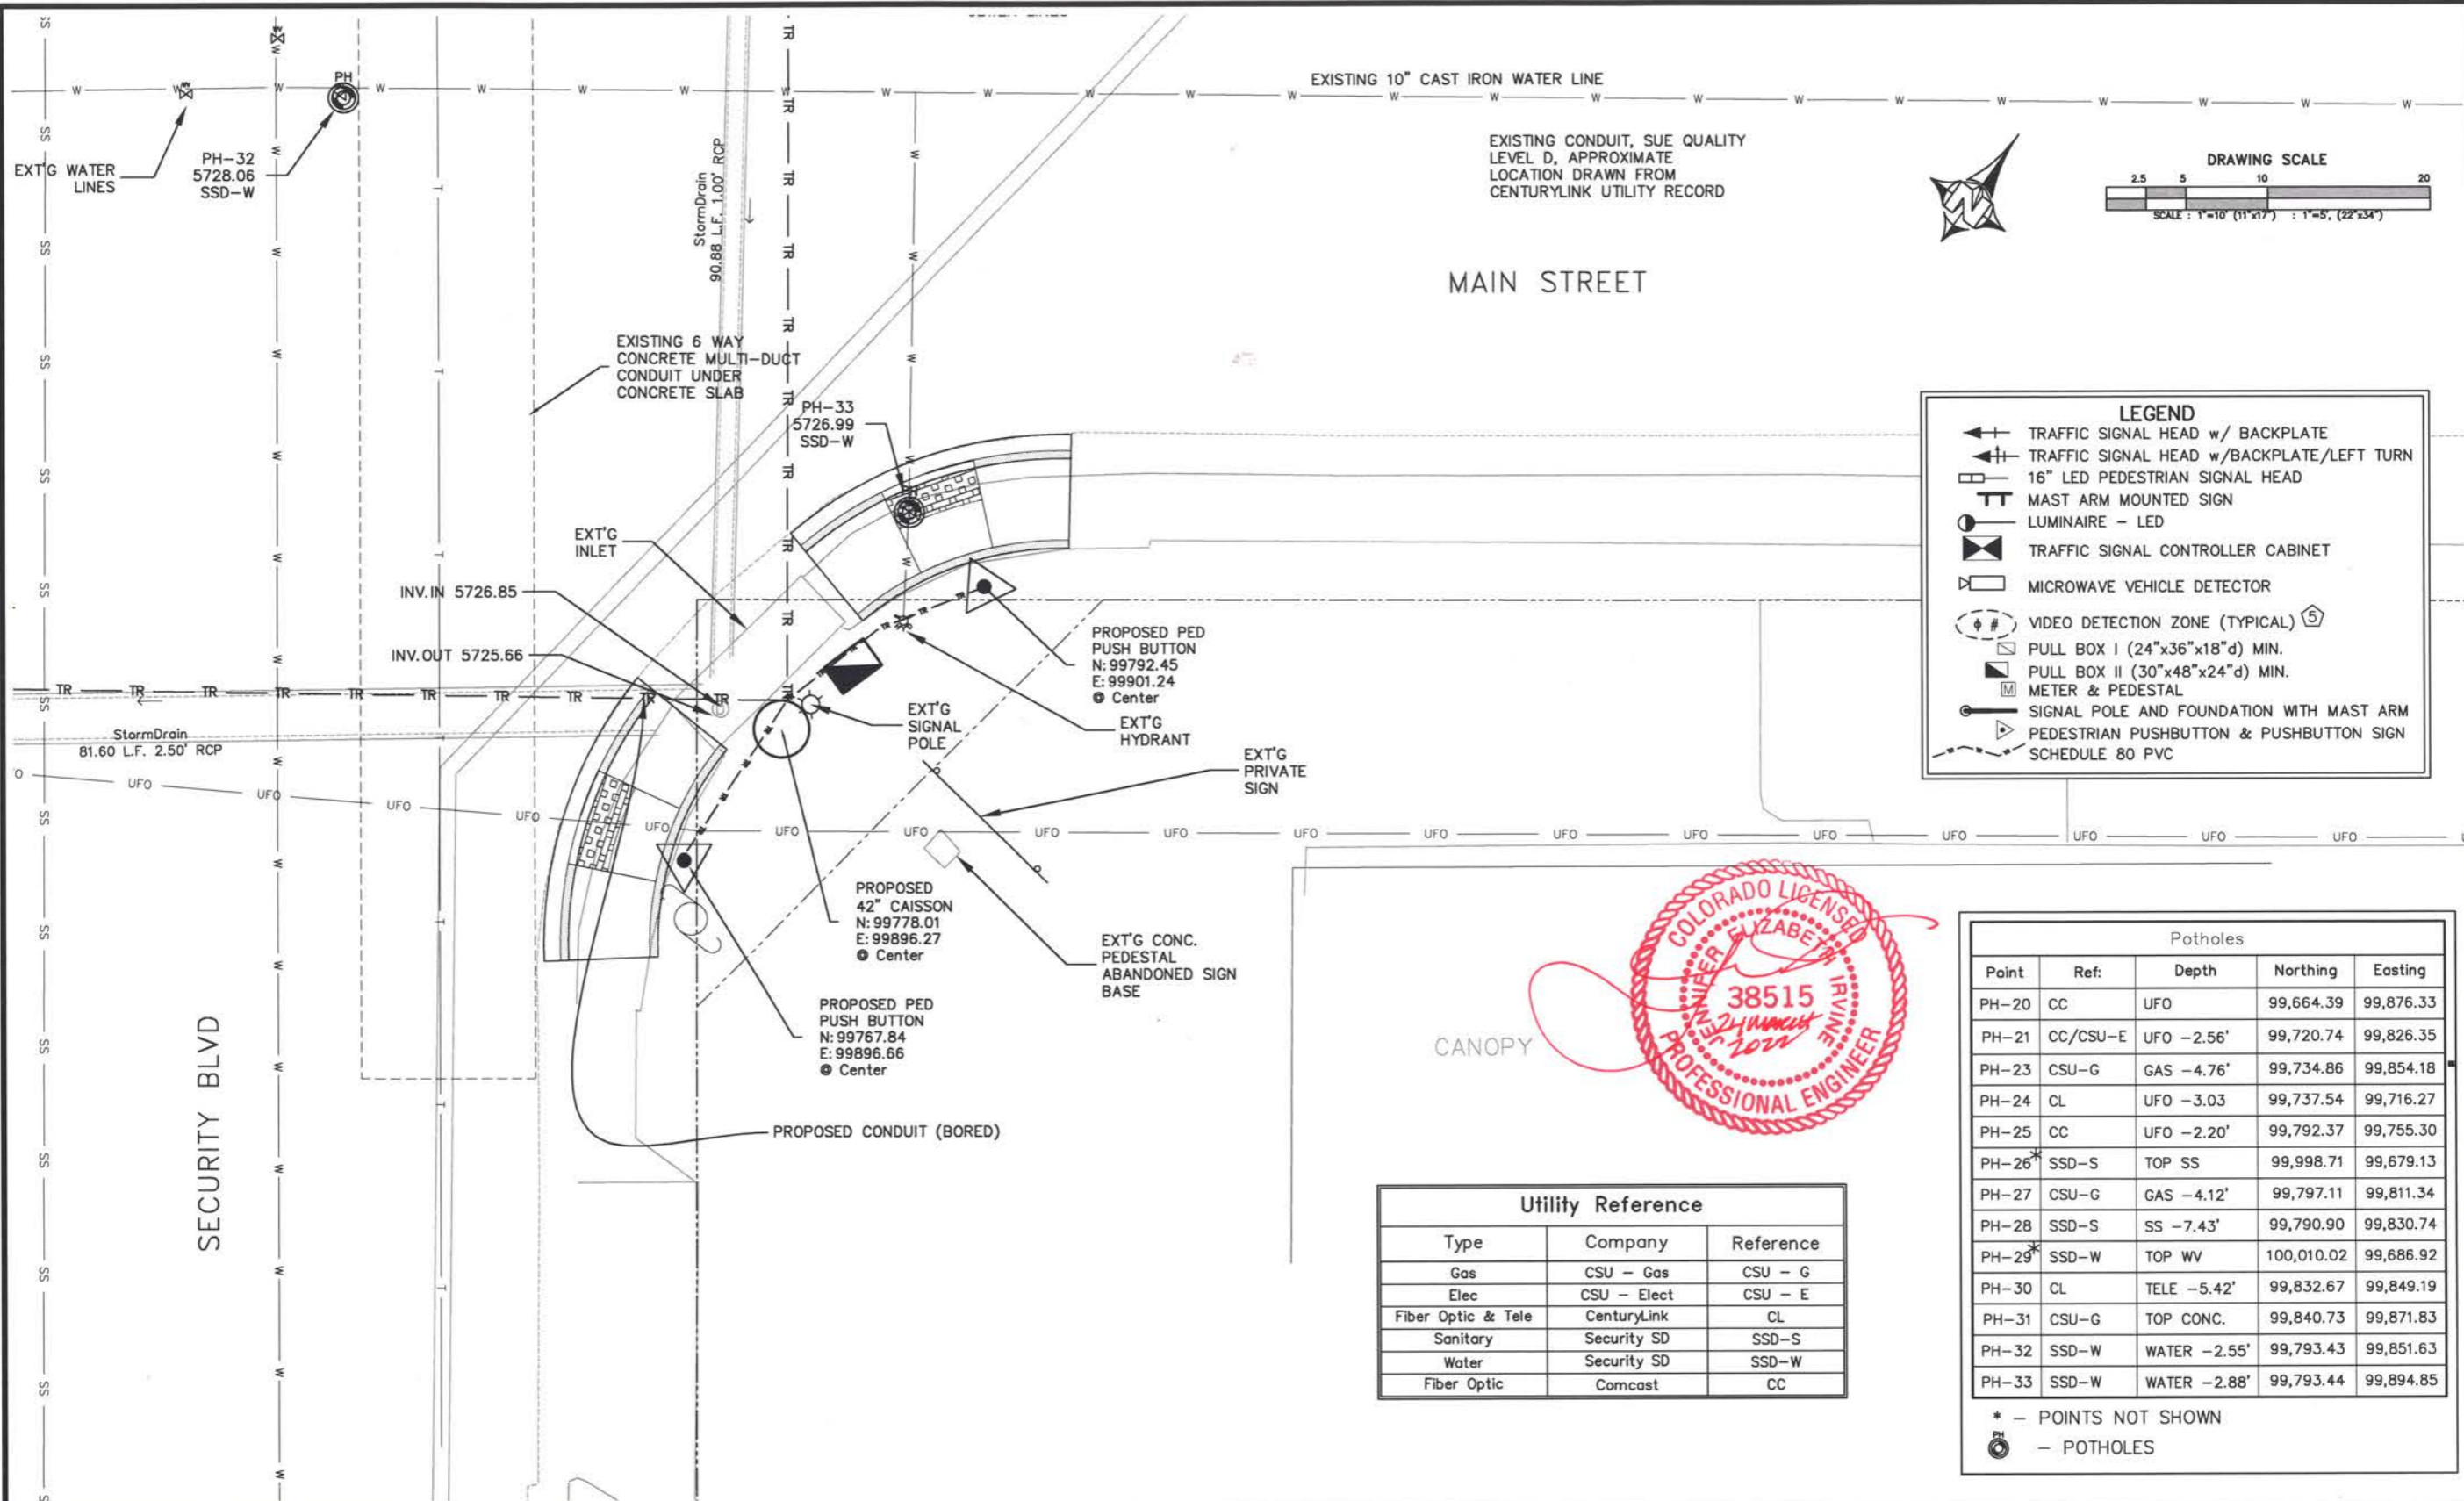 EXISTING 10" CAST IRON WATER LINE
EXT'G WATER
LINES
PH
PH-32
5728.06
SSD-W
StormDrain
90.88 L.F. 1.00' RCP
EXISTING CONDUIT, SUE QUALITY
LEVEL D, APPROXIMATE
LOCATION DRAWN FROM
CENTURYLINK UTILITY RECORD
DRAWING SCALE
2.5 5 10 20
SCALE : 1"=10' (11"x17") : 1"=5', (22"x34")
MAIN STREET
EXISTING 6 WAY
CONCRETE MULTI-DUCT
CONDUIT UNDER
CONCRETE SLAB
PH-33
5726.99
SSD-W
EXT'G
INLET
INV.IN 5726.85
INV.OUT 5725.66
StormDrain
81.60 L.F. 2.50' RCP
PROPOSED PED
PUSH BUTTON
N: 99792.45
E: 99901.24
@ Center
EXT'G
SIGNAL
POLE
EXT'G
HYDRANT
EXT'G
PRIVATE
SIGN
PROPOSED
42" CAISSON
N: 99778.01
E: 99896.27
@ Center
EXT'G CONC.
PEDESTAL
ABANDONED SIGN
BASE
PROPOSED PED
PUSH BUTTON
N: 99767.84
E: 99896.66
@ Center
PROPOSED CONDUIT (BORED)
SECURITY BLVD
CANOPY
LEGEND
TRAFFIC SIGNAL HEAD w/ BACKPLATE
TRAFFIC SIGNAL HEAD w/BACKPLATE/LEFT TURN
16" LED PEDESTRIAN SIGNAL HEAD
MAST ARM MOUNTED SIGN
LUMINAIRE - LED
TRAFFIC SIGNAL CONTROLLER CABINET
MICROWAVE VEHICLE DETECTOR
ϕ # VIDEO DETECTION ZONE (TYPICAL) 5
PULL BOX I (24"x36"x18"d) MIN.
PULL BOX II (30"x48"x24"d) MIN.
M METER & PEDESTAL
SIGNAL POLE AND FOUNDATION WITH MAST ARM
PEDESTRIAN PUSHBUTTON & PUSHBUTTON SIGN
SCHEDULE 80 PVC
COLORADO LICENSED
JENNIFER ELIZABETH IRVINE
38515
24 March
2022
PROFESSIONAL ENGINEER
Utility Reference
Type Company Reference
Gas CSU - Gas CSU - G
Elec CSU - Elect CSU - E
Fiber Optic & Tele CenturyLink CL
Sanitary Security SD SSD-S
Water Security SD SSD-W
Fiber Optic Comcast CC
Potholes
Point Ref: Depth Northing Easting
PH-20 CC UFO 99,664.39 99,876.33
PH-21 CC/CSU-E UFO -2.56' 99,720.74 99,826.35
PH-23 CSU-G GAS -4.76' 99,734.86 99,854.18
PH-24 CL UFO -3.03 99,737.54 99,716.27
PH-25 CC UFO -2.20' 99,792.37 99,755.30
PH-26* SSD-S TOP SS 99,998.71 99,679.13
PH-27 CSU-G GAS -4.12' 99,797.11 99,811.34
PH-28 SSD-S SS -7.43' 99,790.90 99,830.74
PH-29* SSD-W TOP WV 100,010.02 99,686.92
PH-30 CL TELE -5.42' 99,832.67 99,849.19
PH-31 CSU-G TOP CONC. 99,840.73 99,871.83
PH-32 SSD-W WATER -2.55' 99,793.43 99,851.63
PH-33 SSD-W WATER -2.88' 99,793.44 99,894.85
* - POINTS NOT SHOWN
PH - POTHOLES